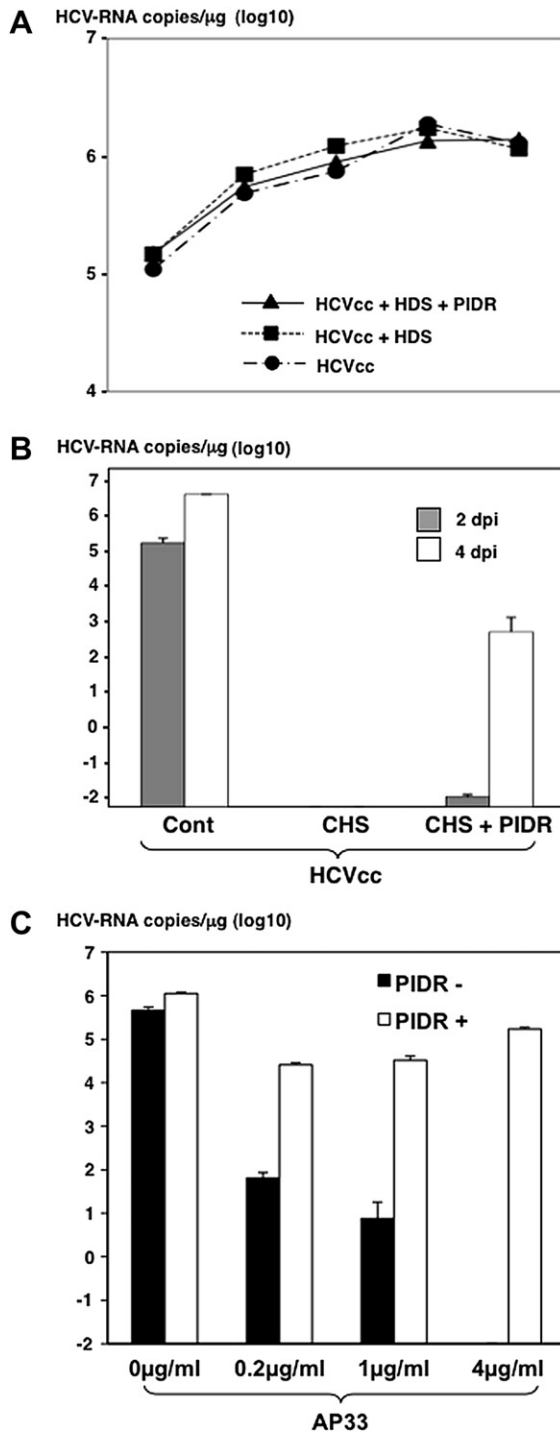 A
HCV-RNA copies/μg (log10)
7
6
5
4
HCVcc + HDS + PIDR
HCVcc + HDS
HCVcc
B
HCV-RNA copies/μg (log10)
7
6
5
3
2
1
0
-1
-2
2 dpi
4 dpi
Cont CHS CHS + PIDR
HCVcc
C
HCV-RNA copies/μg (log10)
7
6
5
4
3
2
1
0
-1
-2
PIDR -
PIDR +
0μg/ml 0.2μg/ml 1μg/ml 4μg/ml
AP33